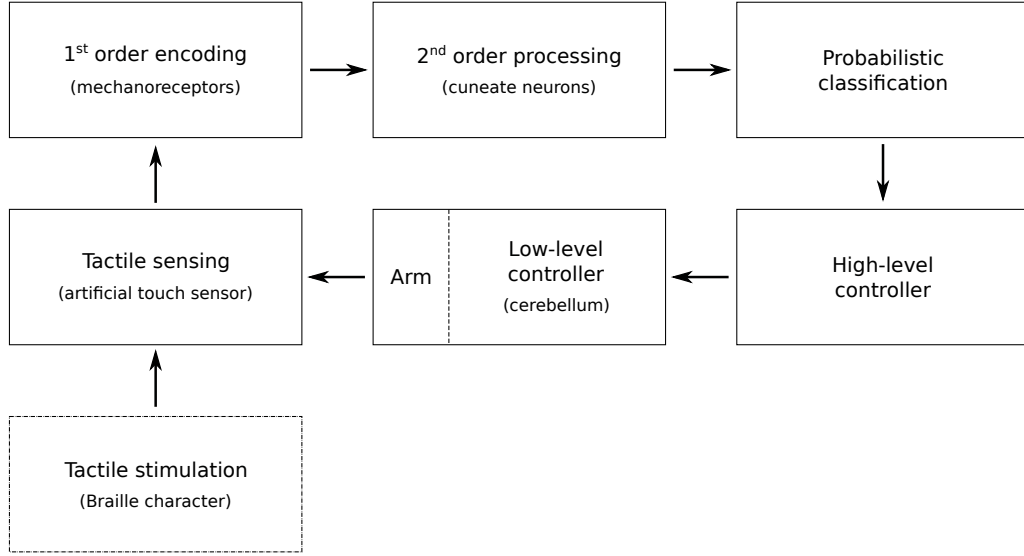 1st order encoding
(mechanoreceptors)
2nd order processing
(cuneate neurons)
Probabilistic
classification
Tactile sensing
(artificial touch sensor)
Arm
Low-level
controller
(cerebellum)
High-level
controller
Tactile stimulation
(Braille character)